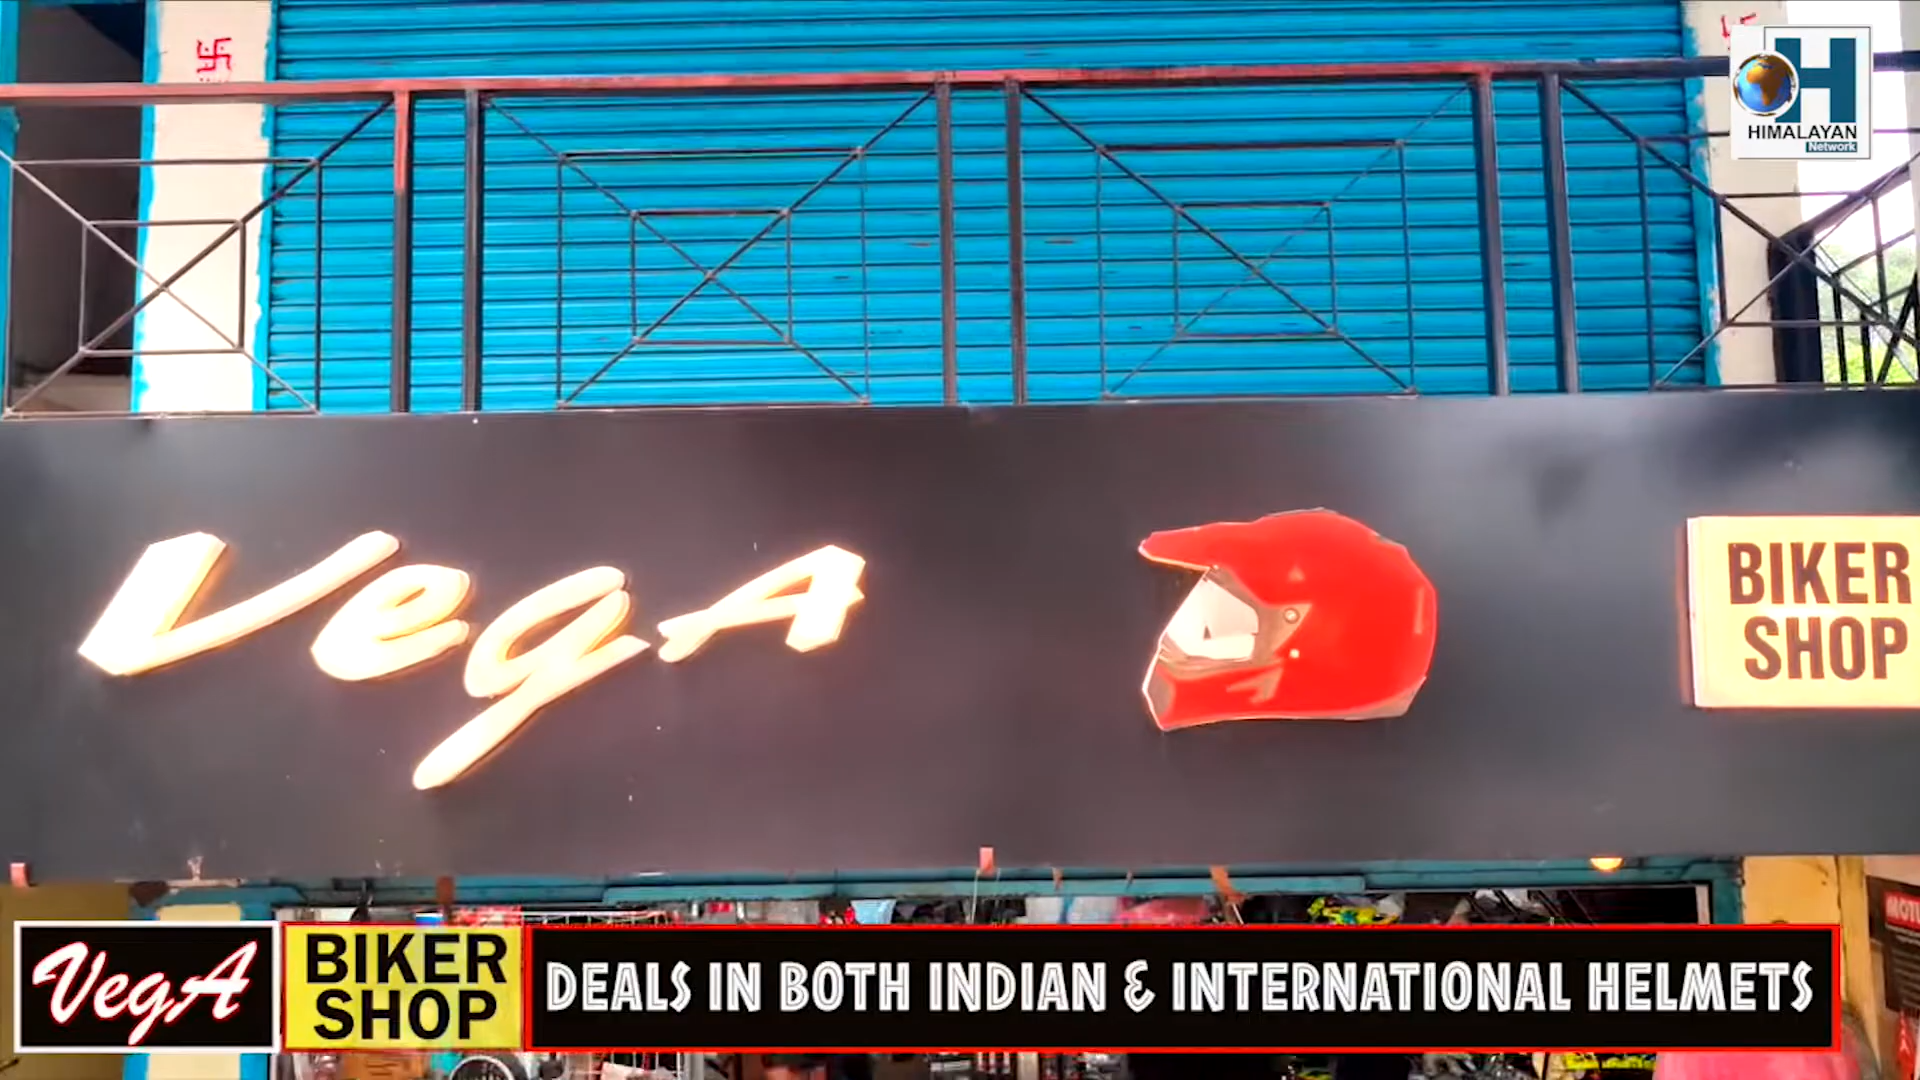 HIMALAYAN
Network
VegA
BIKER
SHOP
VegA
BIKER
SHOP
DEALS IN BOTH INDIAN & INTERNATIONAL HELMETS